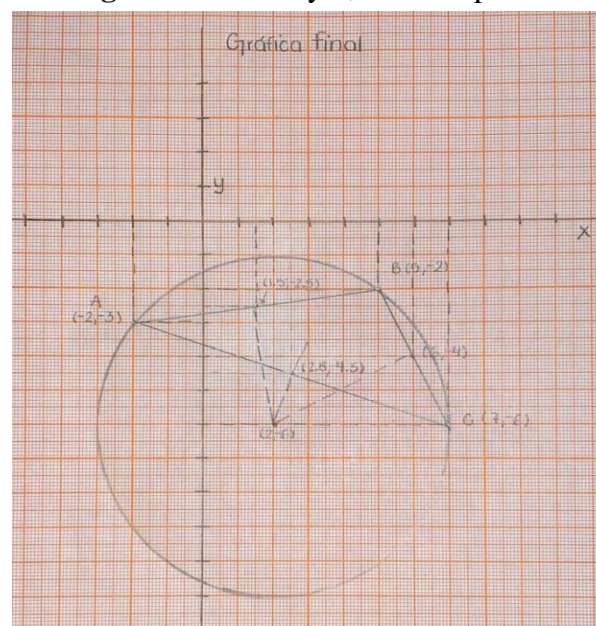 Gráfica final
y
x
B(5,-2)
(1.5,-2.5)
A
(-2,-3)
(6,-4)
(2.5, 4.5)
C (7,-6)
(2,-6)